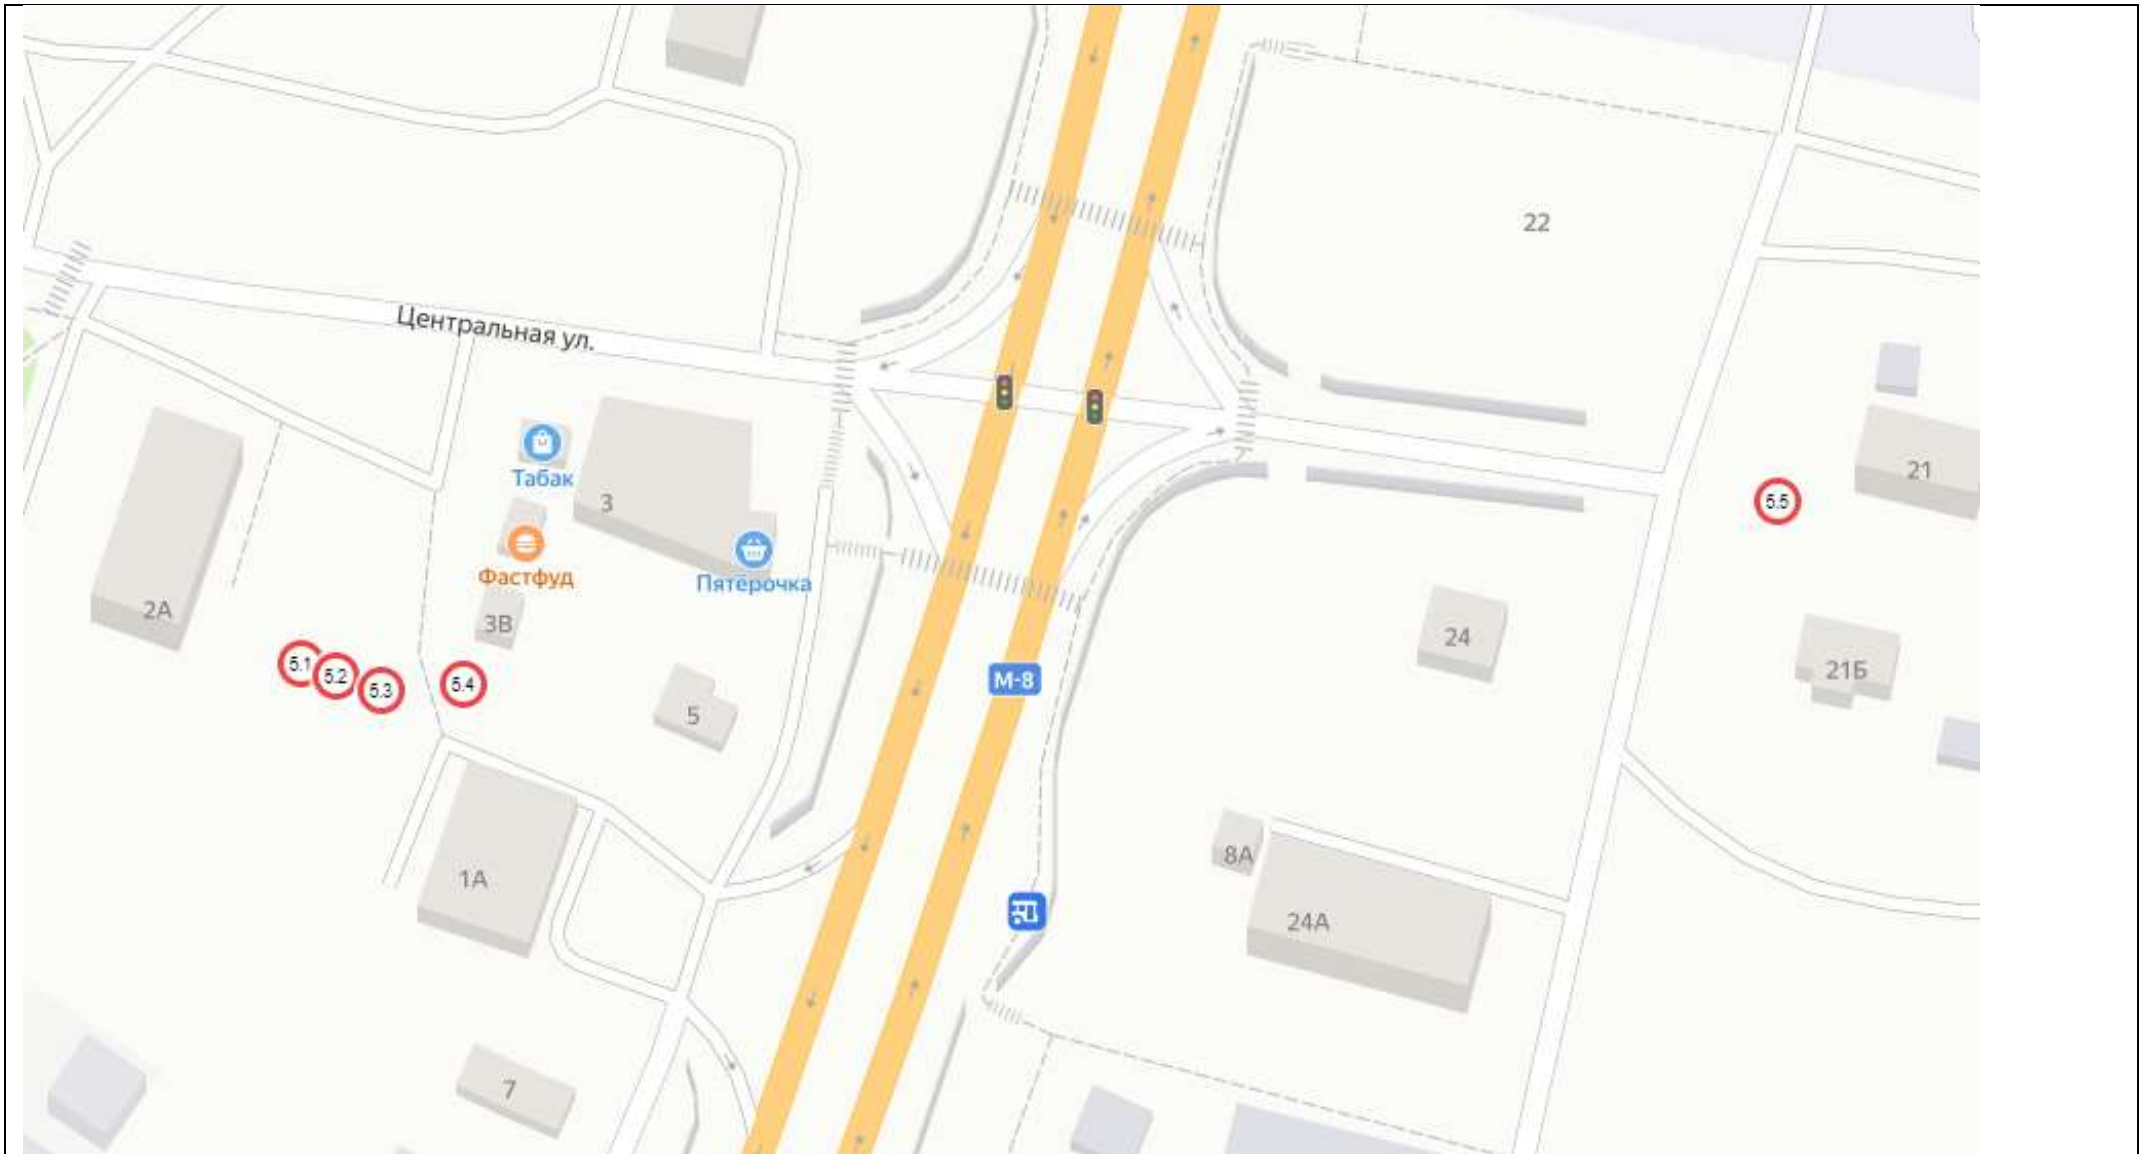 22
Центральная ул.
Табак
3
21
5.5
Фастфуд
Пятёрочка
2А
3В
24
21Б
5.1
5.2
5.3
5.4
М-8
5
8А
1А
24А
7